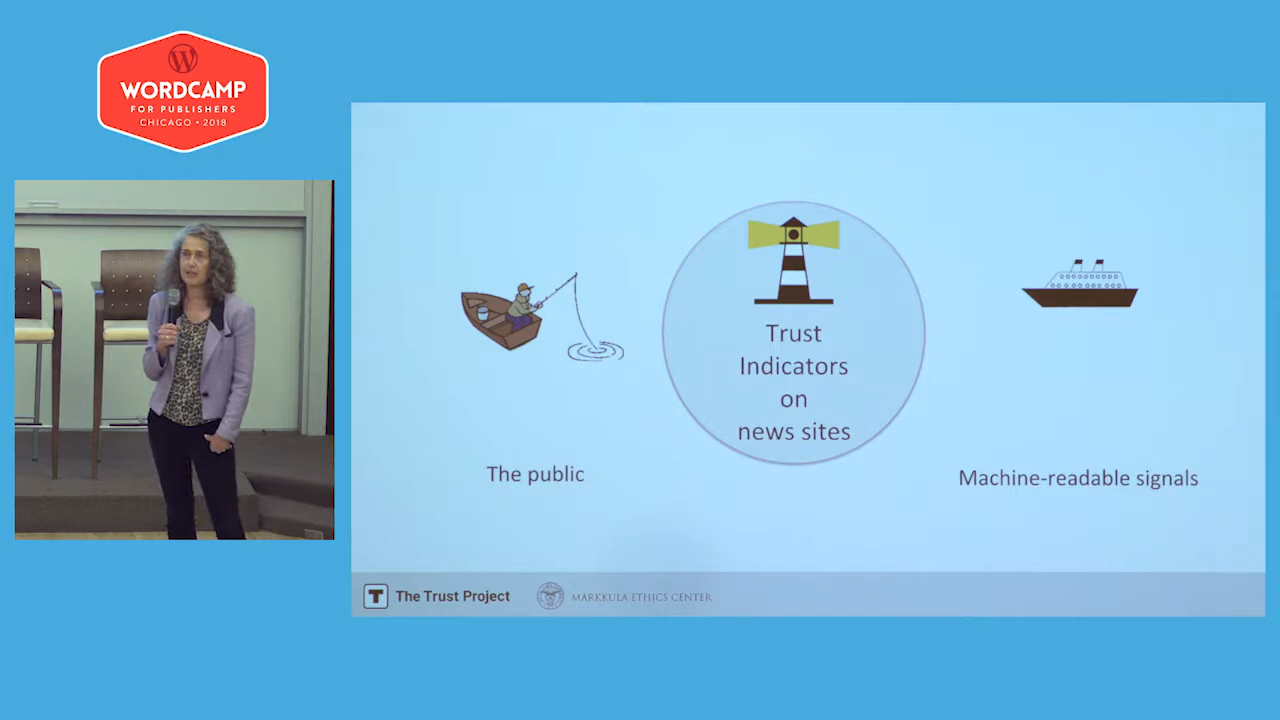 WORDCAMP
FOR PUBLISHERS
CHICAGO • 2018
Trust
Indicators
on
news sites
The public
Machine-readable signals
T The Trust Project
MARKKULA ETHICS CENTER